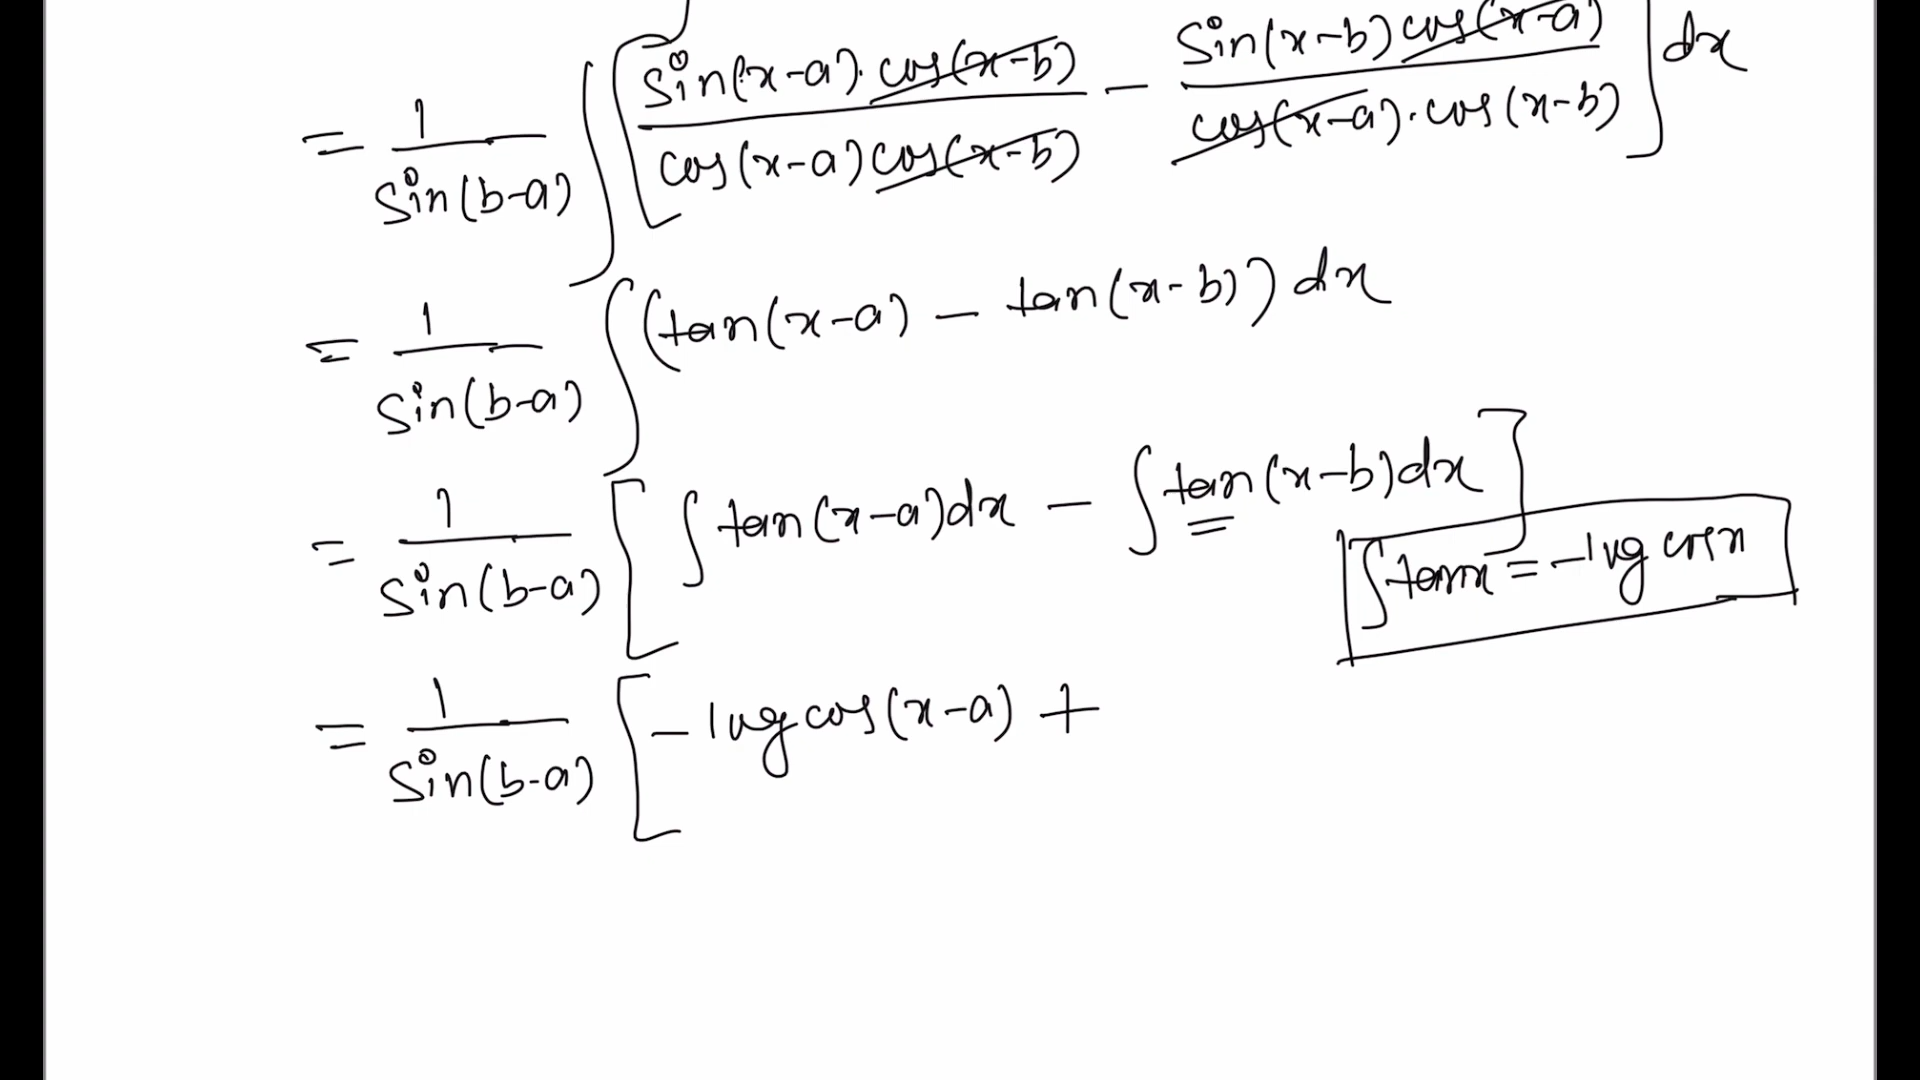 = 1/sin(b-a) ∫ [ sin(x-a)·cos(x-b)/cos(x-a)cos(x-b) - sin(x-b)cos(x-a)/cos(x-a)·cos(x-b) ] dx
= 1/sin(b-a) ∫ (tan(x-a) - tan(x-b)) dx
= 1/sin(b-a) [ ∫ tan(x-a)dx - ∫ tan(x-b)dx ]
∫tanx = -log cosx
= 1/sin(b-a) [ -log cos(x-a) +